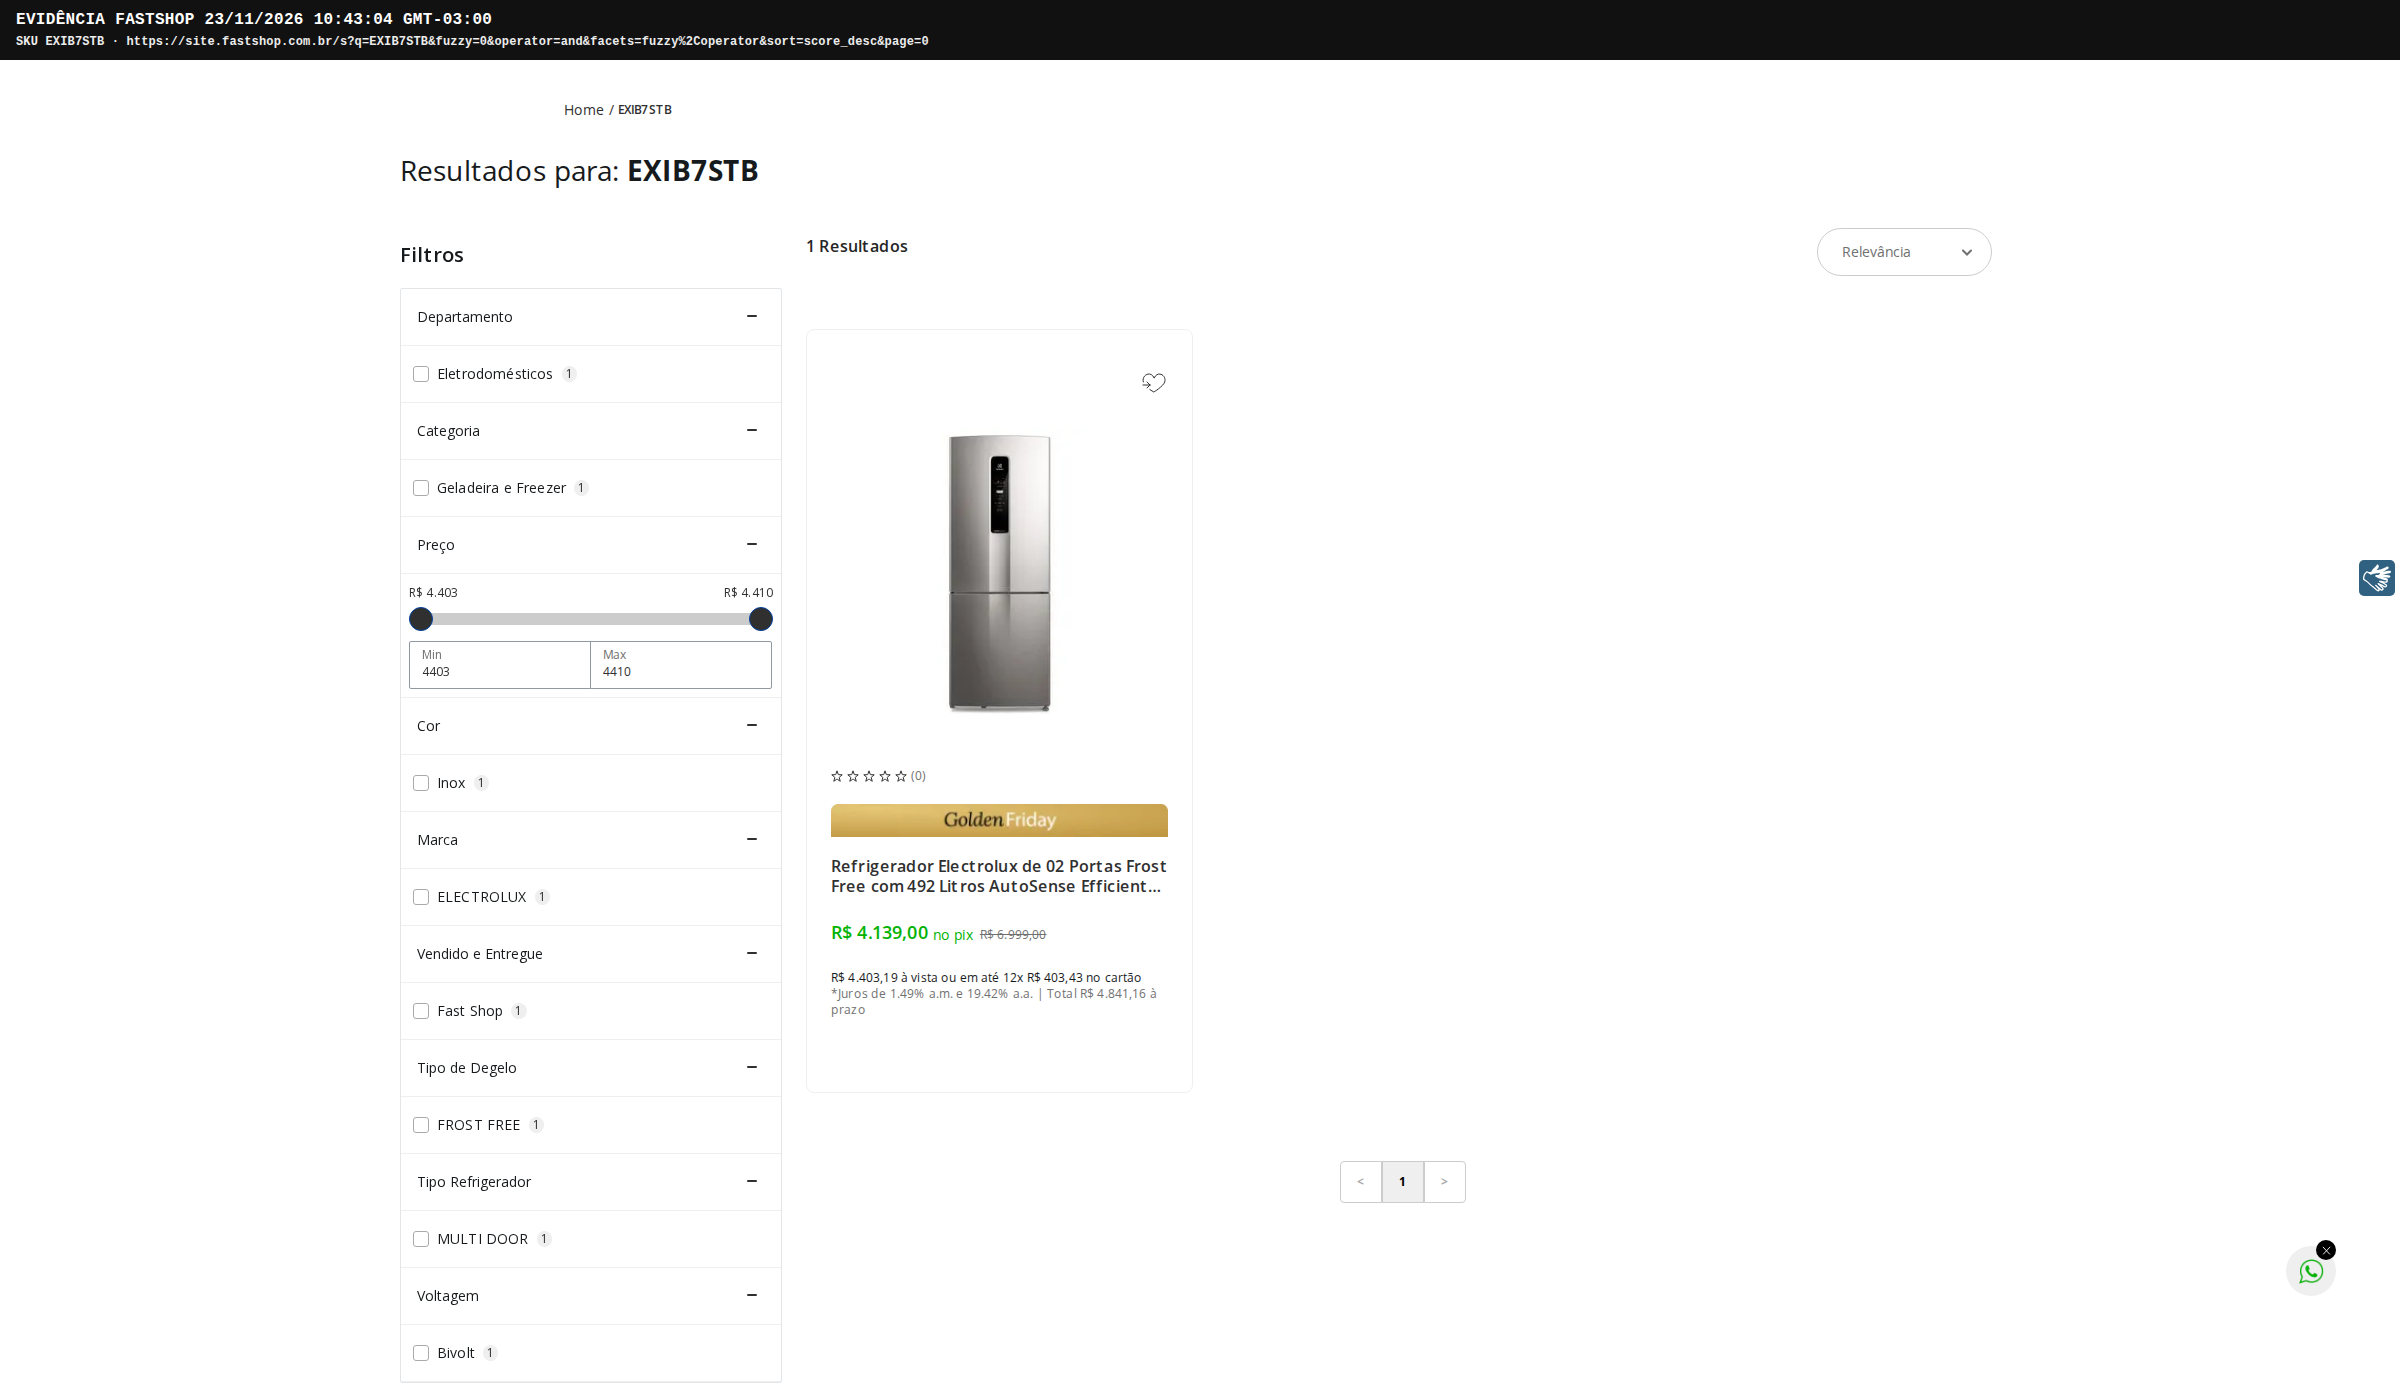 EVIDÊNCIA FASTSHOP 23/11/2026 10:43:04 GMT-03:00
SKU EXIB7STB · https://site.fastshop.com.br/s?q=EXIB7STB&fuzzy=0&operator=and&facets=fuzzy%2Coperator&sort=score_desc&page=0
Home / EXIB7STB
Resultados para: EXIB7STB
Filtros
Departamento
Eletrodomésticos 1
Categoria
Geladeira e Freezer 1
Preço
R$ 4.403 R$ 4.410
Min Max
4403 4410
Cor
Inox 1
Marca
ELECTROLUX 1
Vendido e Entregue
Fast Shop 1
Tipo de Degelo
FROST FREE 1
Tipo Refrigerador
MULTI DOOR 1
Voltagem
Bivolt 1
1 Resultados
Relevância
(0)
Golden Friday
Refrigerador Electrolux de 02 Portas Frost
Free com 492 Litros AutoSense Efficient...
R$ 4.139,00 no pix R$ 6.999,00
R$ 4.403,19 à vista ou em até 12x R$ 403,43 no cartão
*Juros de 1.49% a.m. e 19.42% a.a. | Total R$ 4.841,16 à
prazo
< 1 >